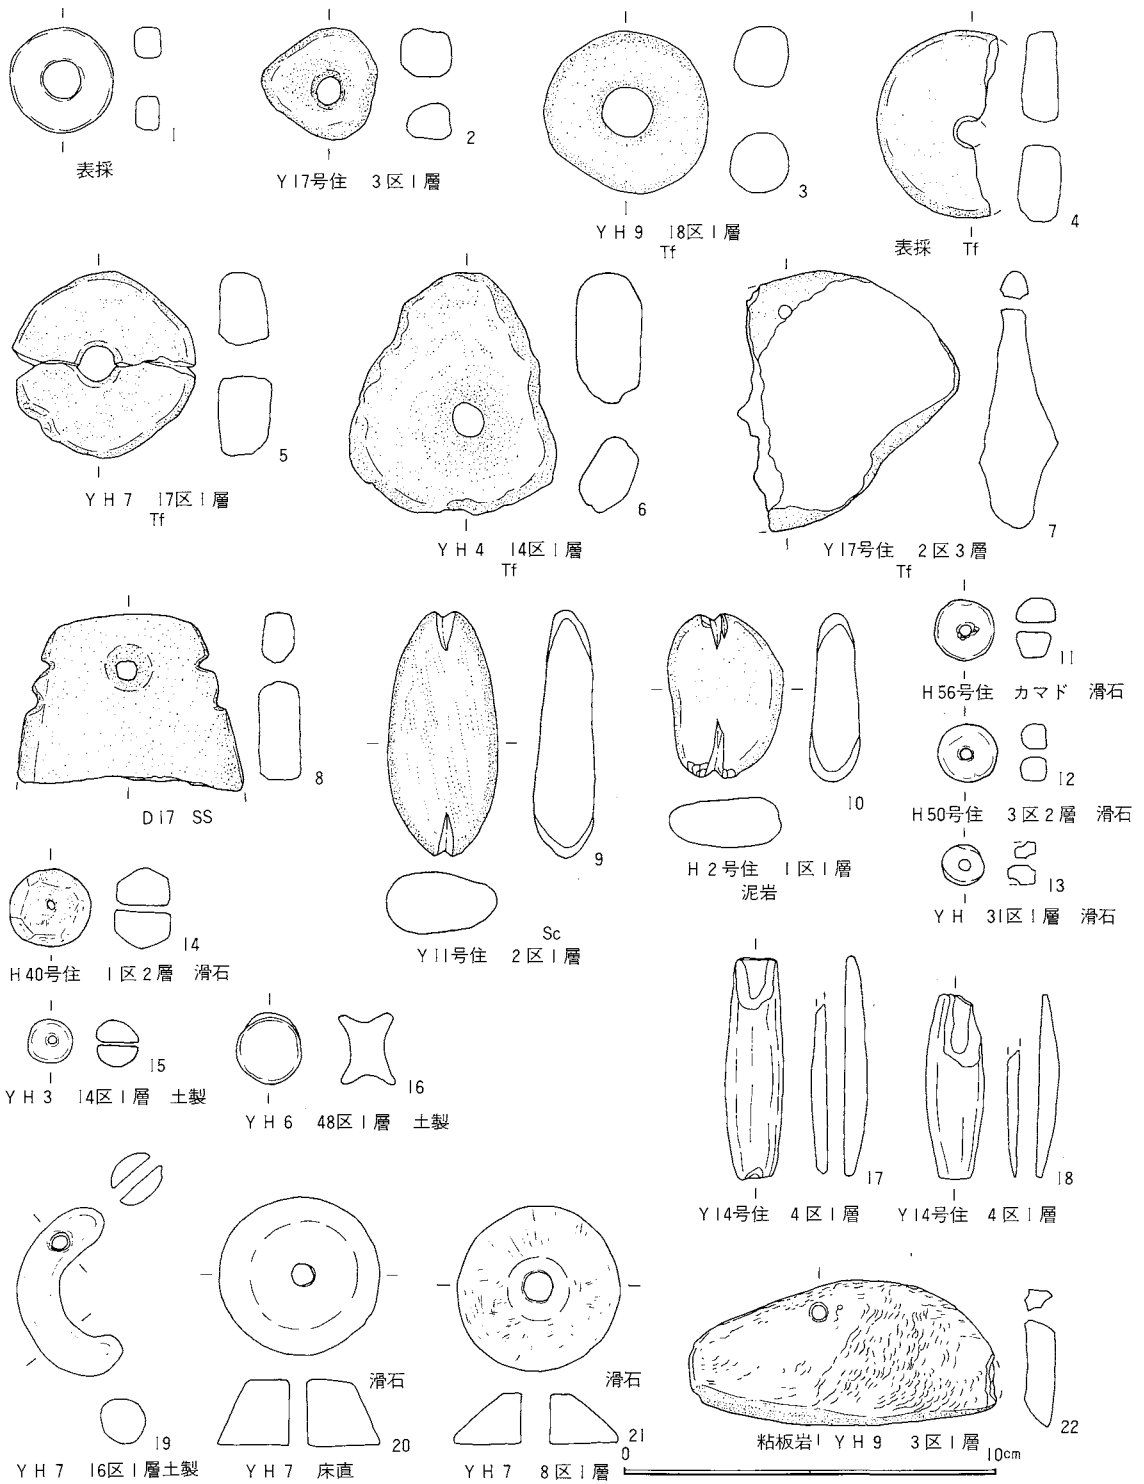 1
表採
2
Y17号住 3区1層
3
YH9 18区1層
Tf
4
表採 Tf
5
YH7 17区1層
Tf
6
YH4 14区1層
Tf
7
Y17号住 2区3層
Tf
8
D17 SS
9
Sc
Y11号住 2区1層
10
H2号住 1区1層
泥岩
11
H56号住 カマド 滑石
12
H50号住 3区2層 滑石
13
YH 31区1層 滑石
14
H40号住 1区2層 滑石
15
YH3 14区1層 土製
16
YH6 48区1層 土製
17
Y14号住 4区1層
18
Y14号住 4区1層
19
YH7 16区1層土製
滑石
20
YH7 床直
滑石
21
YH7 8区1層
22
粘板岩 YH9 3区1層
0 10cm